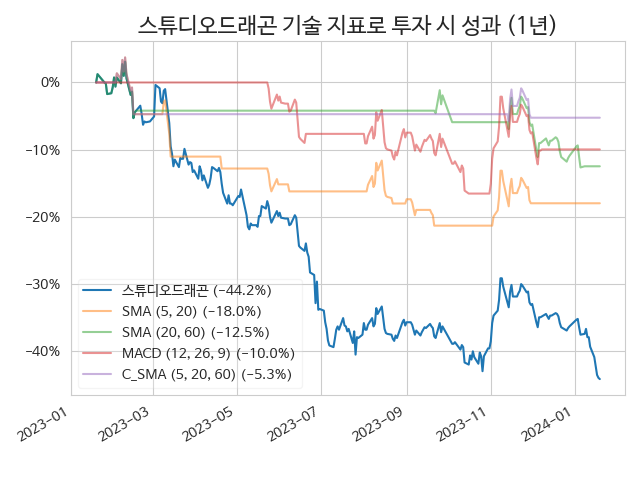 스튜디오드래곤 기술 지표로 투자 시 성과 (1년)
0%
−10%
−20%
−30%
−40%
스튜디오드래곤 (−44.2%)
SMA (5, 20) (−18.0%)
SMA (20, 60) (−12.5%)
MACD (12, 26, 9) (−10.0%)
C_SMA (5, 20, 60) (−5.3%)
2023−01
2023−03
2023−05
2023−07
2023−09
2023−11
2024−01